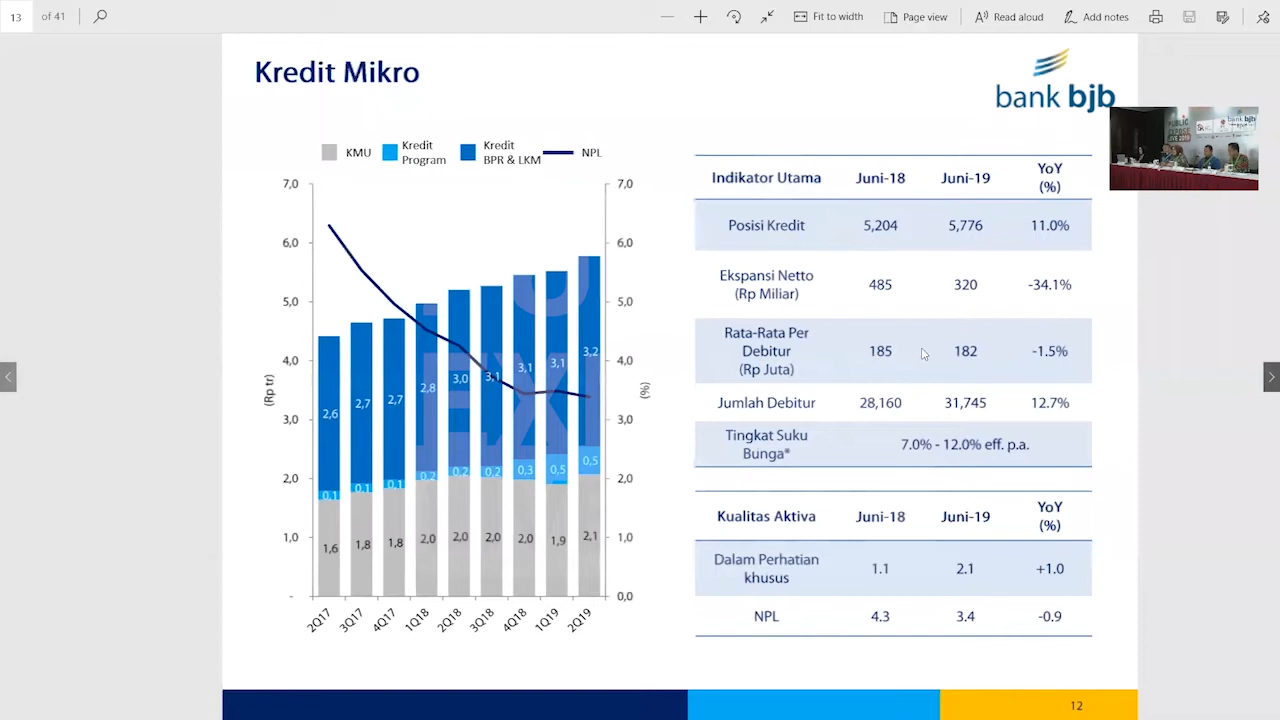 13 of 41
Fit to width
Page view
Read aloud
Add notes
Kredit Mikro
bank bjb
KMU
Kredit
Program
Kredit
BPR & LKM
NPL
PUBLIC
EXPOSE
LIVE 2019
bank bjb
7,0
6,0
5,0
4,0
3,0
2,0
1,0
-
(Rp tr)
7,0
6,0
5,0
4,0
3,0
2,0
1,0
0,0
(%)
2,6 2,7 2,7 2,8 3,0 3,1 3,1 3,1 3,2
0,1 0,1 0,1 0,2 0,2 0,2 0,3 0,5 0,5
1,6 1,8 1,8 2,0 2,0 2,0 2,0 1,9 2,1
2Q17 3Q17 4Q17 1Q18 2Q18 3Q18 4Q18 1Q19 2Q19
Indikator Utama Juni-18 Juni-19 YoY
(%)
Posisi Kredit 5,204 5,776 11.0%
Ekspansi Netto
(Rp Miliar) 485 320 -34.1%
Rata-Rata Per
Debitur
(Rp Juta) 185 182 -1.5%
Jumlah Debitur 28,160 31,745 12.7%
Tingkat Suku
Bunga* 7.0% - 12.0% eff. p.a.
Kualitas Aktiva Juni-18 Juni-19 YoY
(%)
Dalam Perhatian
khusus 1.1 2.1 +1.0
NPL 4.3 3.4 -0.9
12